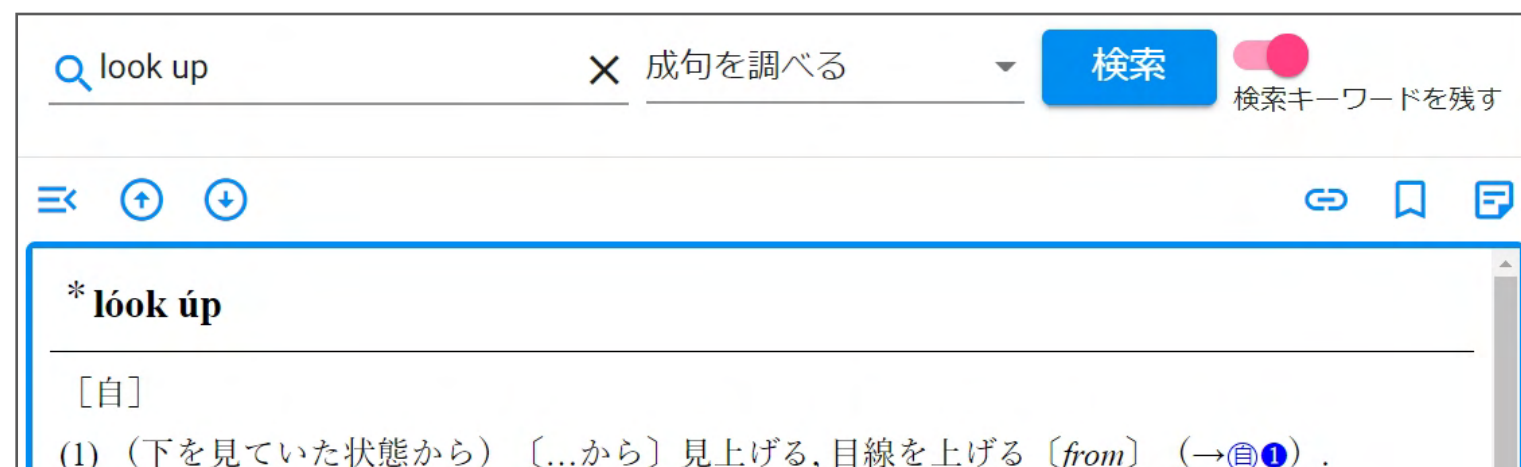 look up
成句を調べる
検索
検索キーワードを残す
*lóok úp
［自］
(1) （下を見ていた状態から）〔…から〕見上げる, 目線を上げる〔from〕（→自❶）.